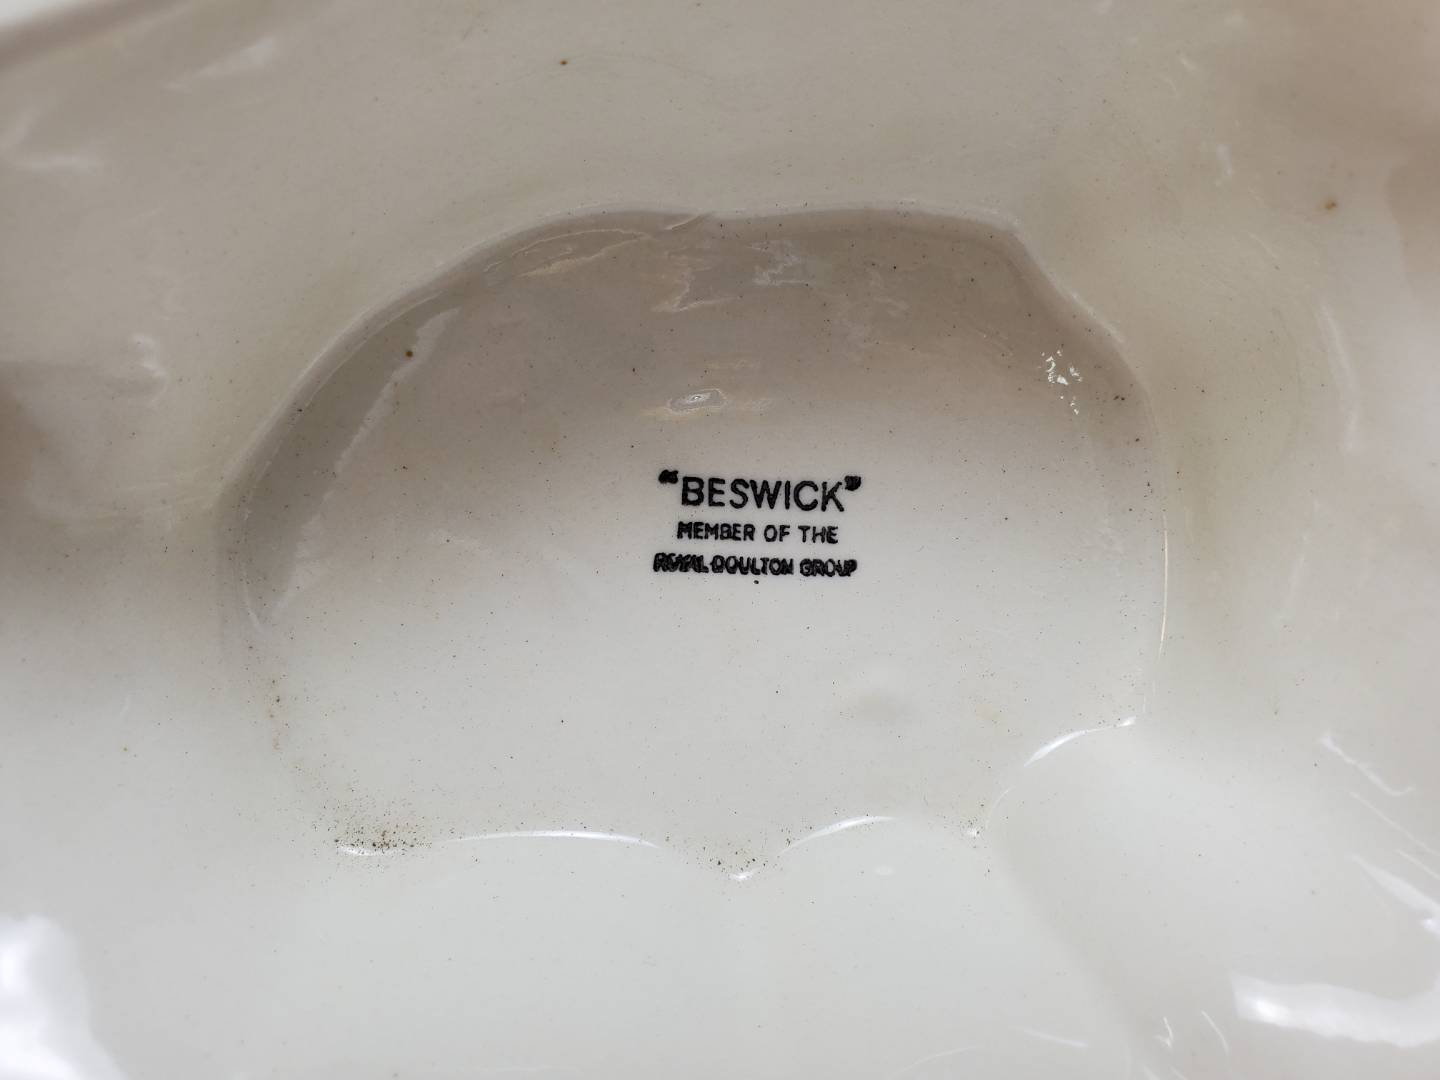 "BESWICK"
MEMBER OF THE
ROYAL DOULTON GROUP